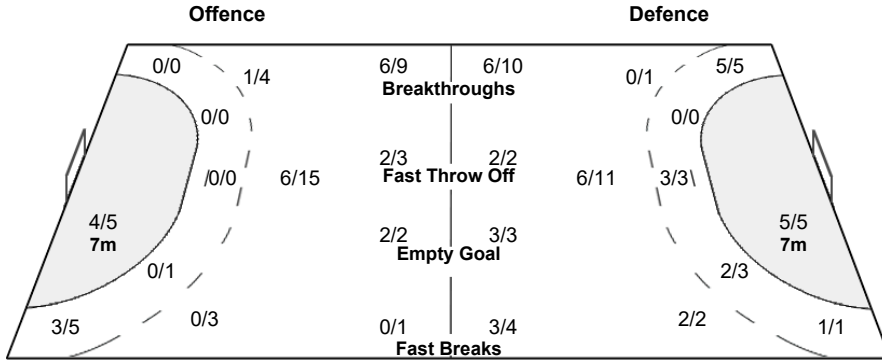 Offence Defence
0/0 1/4 6/9 6/10 0/1 5/5
Breakthroughs
0/0 0/0
2/3 2/2
Fast Throw Off
0/0 6/15 6/11 3/3
4/5 5/5
7m 7m
2/2 3/3
Empty Goal
0/1 2/3
3/5 0/3 0/1 3/4 2/2 1/1
Fast Breaks